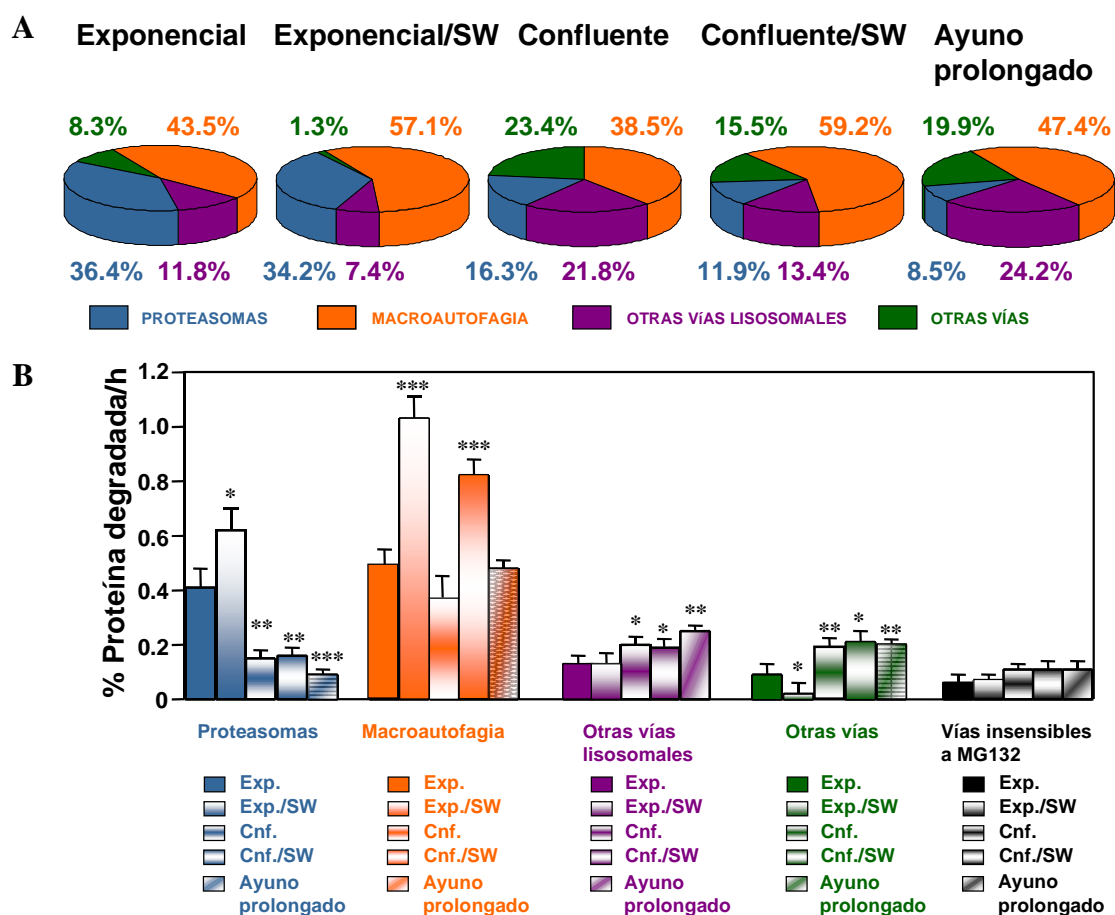 A
Exponencial Exponencial/SW Confluente Confluente/SW Ayuno prolongado
8.3% 43.5% 1.3% 57.1% 23.4% 38.5% 15.5% 59.2% 19.9% 47.4%
36.4% 11.8% 34.2% 7.4% 16.3% 21.8% 11.9% 13.4% 8.5% 24.2%
PROTEASOMAS MACROAUTOFAGIA OTRAS VíAS LISOSOMALES OTRAS VÍAS
B
% Proteína degradada/h
1.2
1.0
0.8
0.6
0.4
0.2
0
* ** ** ***
*** ***
* * **
* ** * **
Proteasomas
Exp.
Exp./SW
Cnf.
Cnf./SW
Ayuno
prolongado
Macroautofagia
Exp.
Exp./SW
Cnf.
Cnf./SW
Ayuno
prolongado
Otras vías
lisosomales
Exp.
Exp./SW
Cnf.
Cnf./SW
Ayuno
prolongado
Otras vías
Exp.
Exp./SW
Cnf.
Cnf./SW
Ayuno
prolongado
Vías insensibles
a MG132
Exp.
Exp./SW
Cnf.
Cnf./SW
Ayuno
prolongado